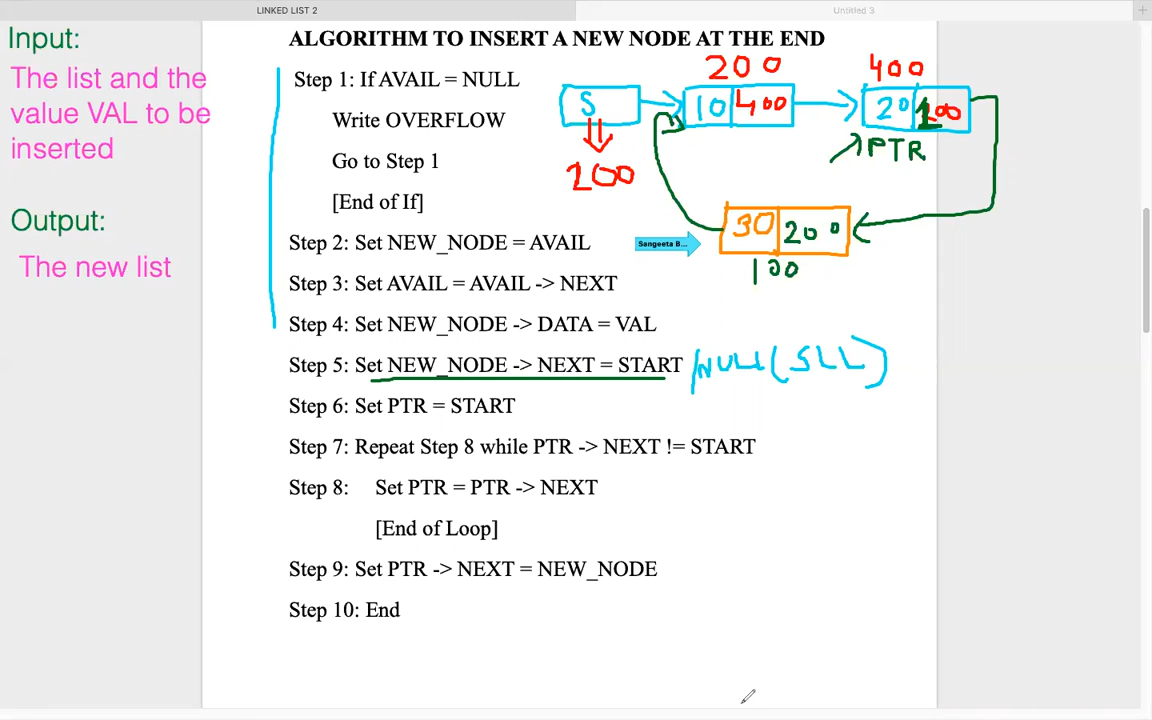 LINKED LIST 2
Untitled 3
Input:
The list and the
value VAL to be
inserted
Output:
The new list
ALGORITHM TO INSERT A NEW NODE AT THE END
Step 1: If AVAIL = NULL
Write OVERFLOW
Go to Step 1
[End of If]
Step 2: Set NEW_NODE = AVAIL
Step 3: Set AVAIL = AVAIL -> NEXT
Step 4: Set NEW_NODE -> DATA = VAL
Step 5: Set NEW_NODE -> NEXT = START
/NULL(SLL)
Step 6: Set PTR = START
Step 7: Repeat Step 8 while PTR -> NEXT != START
Step 8: Set PTR = PTR -> NEXT
[End of Loop]
Step 9: Set PTR -> NEXT = NEW_NODE
Step 10: End
200
400
S
10 400
20 100
PTR
200
Sangeeta B...
30 200
100